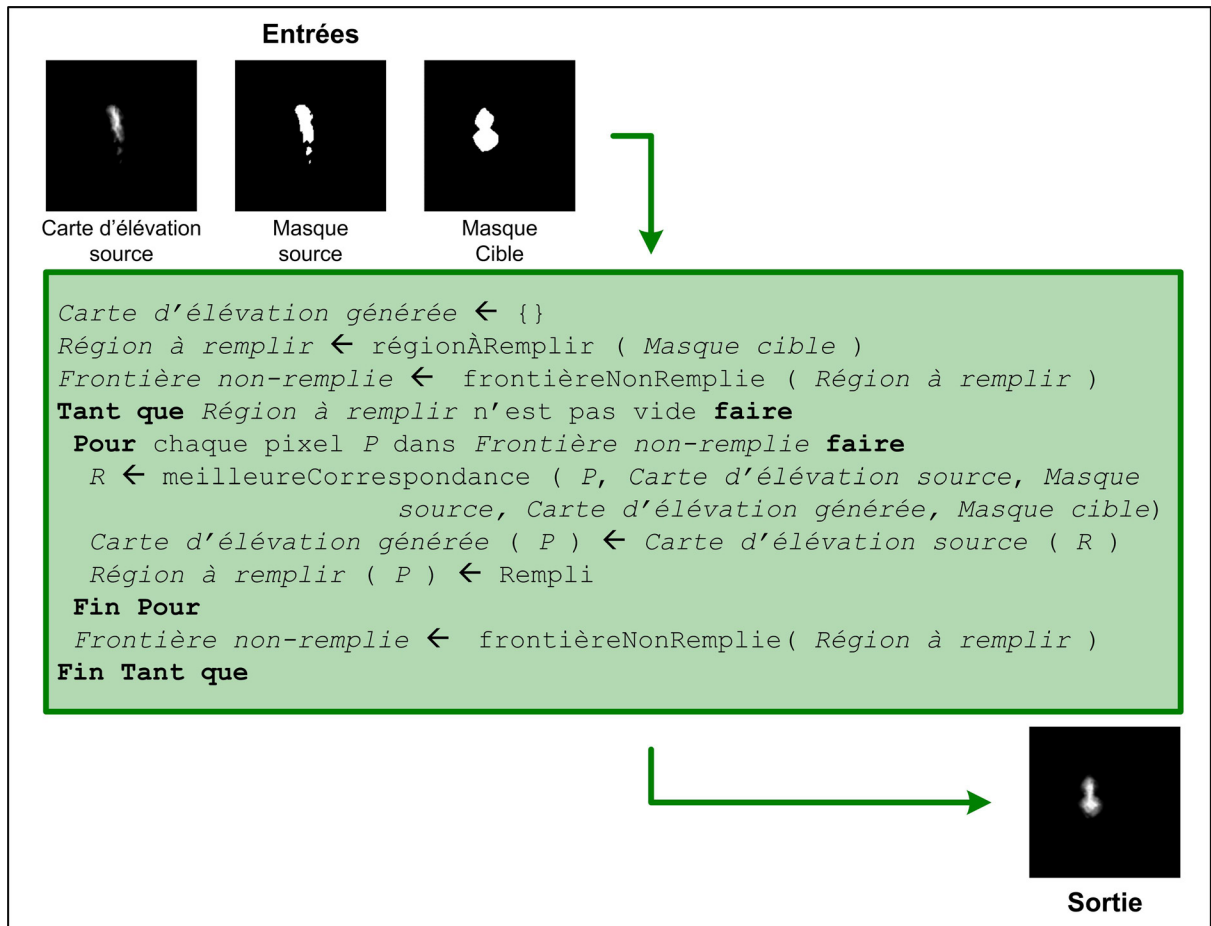 Entrées
Carte d'élévation
source
Masque
source
Masque
Cible
Carte d'élévation générée ← {}
Région à remplir ← régionÀRemplir ( Masque cible )
Frontière non-remplie ← frontièreNonRemplie ( Région à remplir )
Tant que Région à remplir n'est pas vide faire
Pour chaque pixel P dans Frontière non-remplie faire
R ← meilleureCorrespondance ( P, Carte d'élévation source, Masque
source, Carte d'élévation générée, Masque cible)
Carte d'élévation générée ( P ) ← Carte d'élévation source ( R )
Région à remplir ( P ) ← Rempli
Fin Pour
Frontière non-remplie ← frontièreNonRemplie( Région à remplir )
Fin Tant que
Sortie